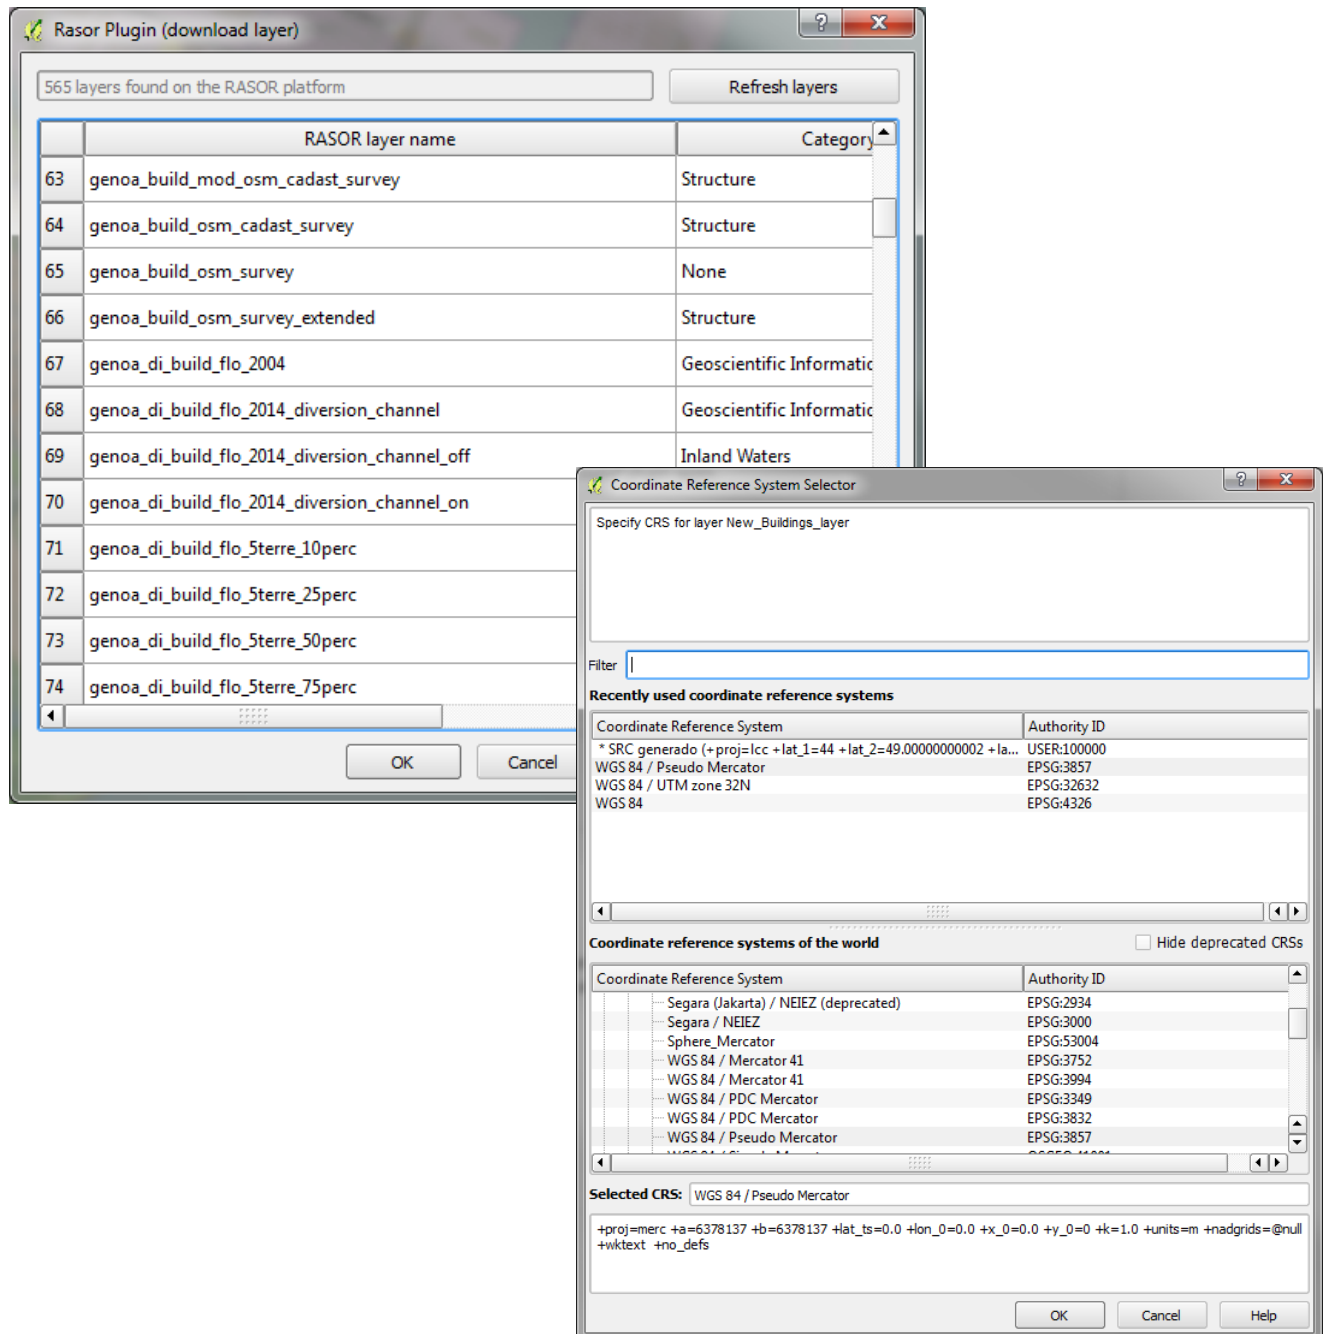 Rasor Plugin (download layer)
565 layers found on the RASOR platform
Refresh layers
RASOR layer name Category
63 genoa_build_mod_osm_cadast_survey Structure
64 genoa_build_osm_cadast_survey Structure
65 genoa_build_osm_survey None
66 genoa_build_osm_survey_extended Structure
67 genoa_di_build_flo_2004 Geoscientific Informatic
68 genoa_di_build_flo_2014_diversion_channel Geoscientific Informatic
69 genoa_di_build_flo_2014_diversion_channel_off Inland Waters
70 genoa_di_build_flo_2014_diversion_channel_on
71 genoa_di_build_flo_5terre_10perc
72 genoa_di_build_flo_5terre_25perc
73 genoa_di_build_flo_5terre_50perc
74 genoa_di_build_flo_5terre_75perc
OK Cancel
Coordinate Reference System Selector
Specify CRS for layer New_Buildings_layer
Filter
Recently used coordinate reference systems
Coordinate Reference System Authority ID
* SRC generado (+proj=lcc +lat_1=44 +lat_2=49.00000000002 +la... USER:100000
WGS 84 / Pseudo Mercator EPSG:3857
WGS 84 / UTM zone 32N EPSG:32632
WGS 84 EPSG:4326
Coordinate reference systems of the world Hide deprecated CRSs
Coordinate Reference System Authority ID
Segara (Jakarta) / NEIEZ (deprecated) EPSG:2934
Segara / NEIEZ EPSG:3000
Sphere_Mercator EPSG:53004
WGS 84 / Mercator 41 EPSG:3752
WGS 84 / Mercator 41 EPSG:3994
WGS 84 / PDC Mercator EPSG:3349
WGS 84 / PDC Mercator EPSG:3832
WGS 84 / Pseudo Mercator EPSG:3857
Selected CRS: WGS 84 / Pseudo Mercator
+proj=merc +a=6378137 +b=6378137 +lat_ts=0.0 +lon_0=0.0 +x_0=0.0 +y_0=0 +k=1.0 +units=m +nadgrids=@null
+wktext +no_defs
OK Cancel Help